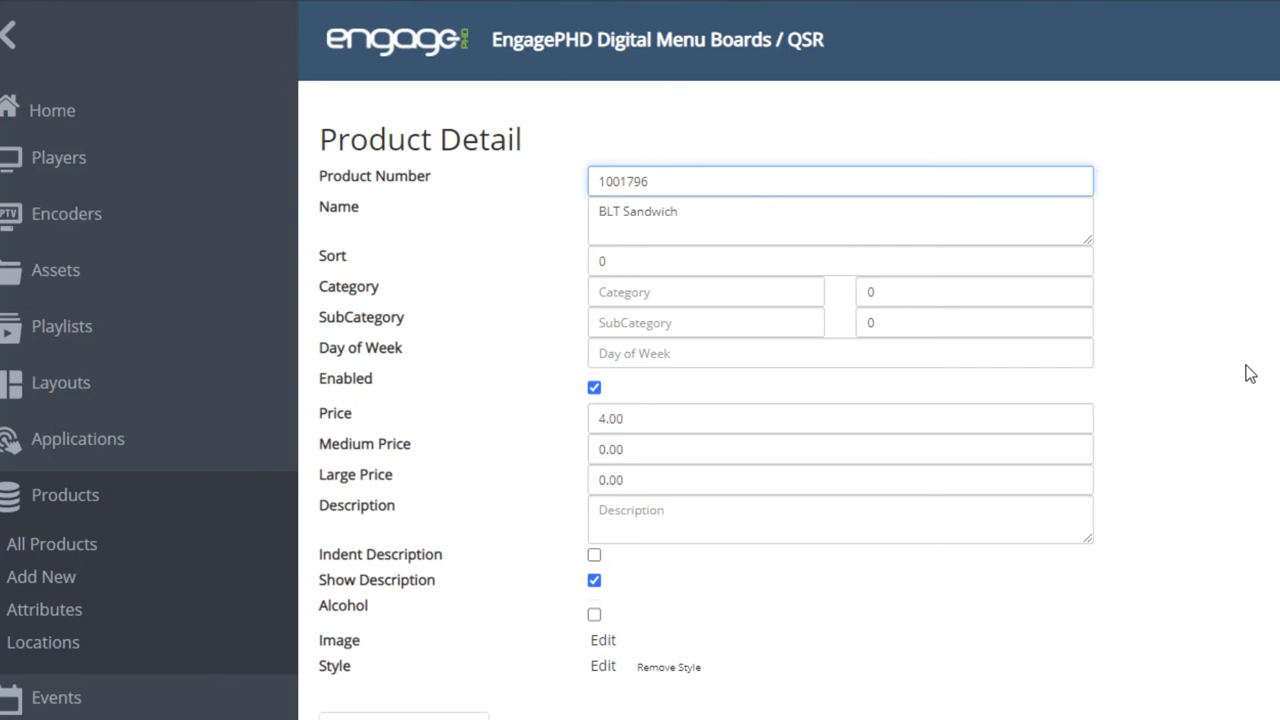 engage PHD EngagePHD Digital Menu Boards / QSR
Home
Players
PTV Encoders
Assets
Playlists
Layouts
Applications
Products
All Products
Add New
Attributes
Locations
Events
Product Detail
Product Number 1001796
Name BLT Sandwich
Sort 0
Category Category 0
SubCategory SubCategory 0
Day of Week Day of Week
Enabled
Price 4.00
Medium Price 0.00
Large Price 0.00
Description Description
Indent Description
Show Description
Alcohol
Image Edit
Style Edit Remove Style